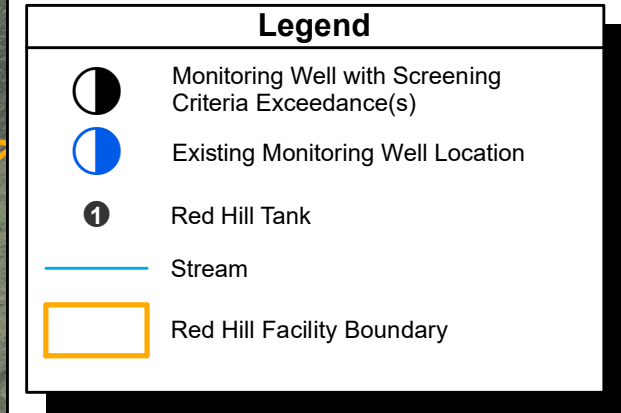 Legend
Monitoring Well with Screening
Criteria Exceedance(s)
Existing Monitoring Well Location
1
Red Hill Tank
Stream
Red Hill Facility Boundary